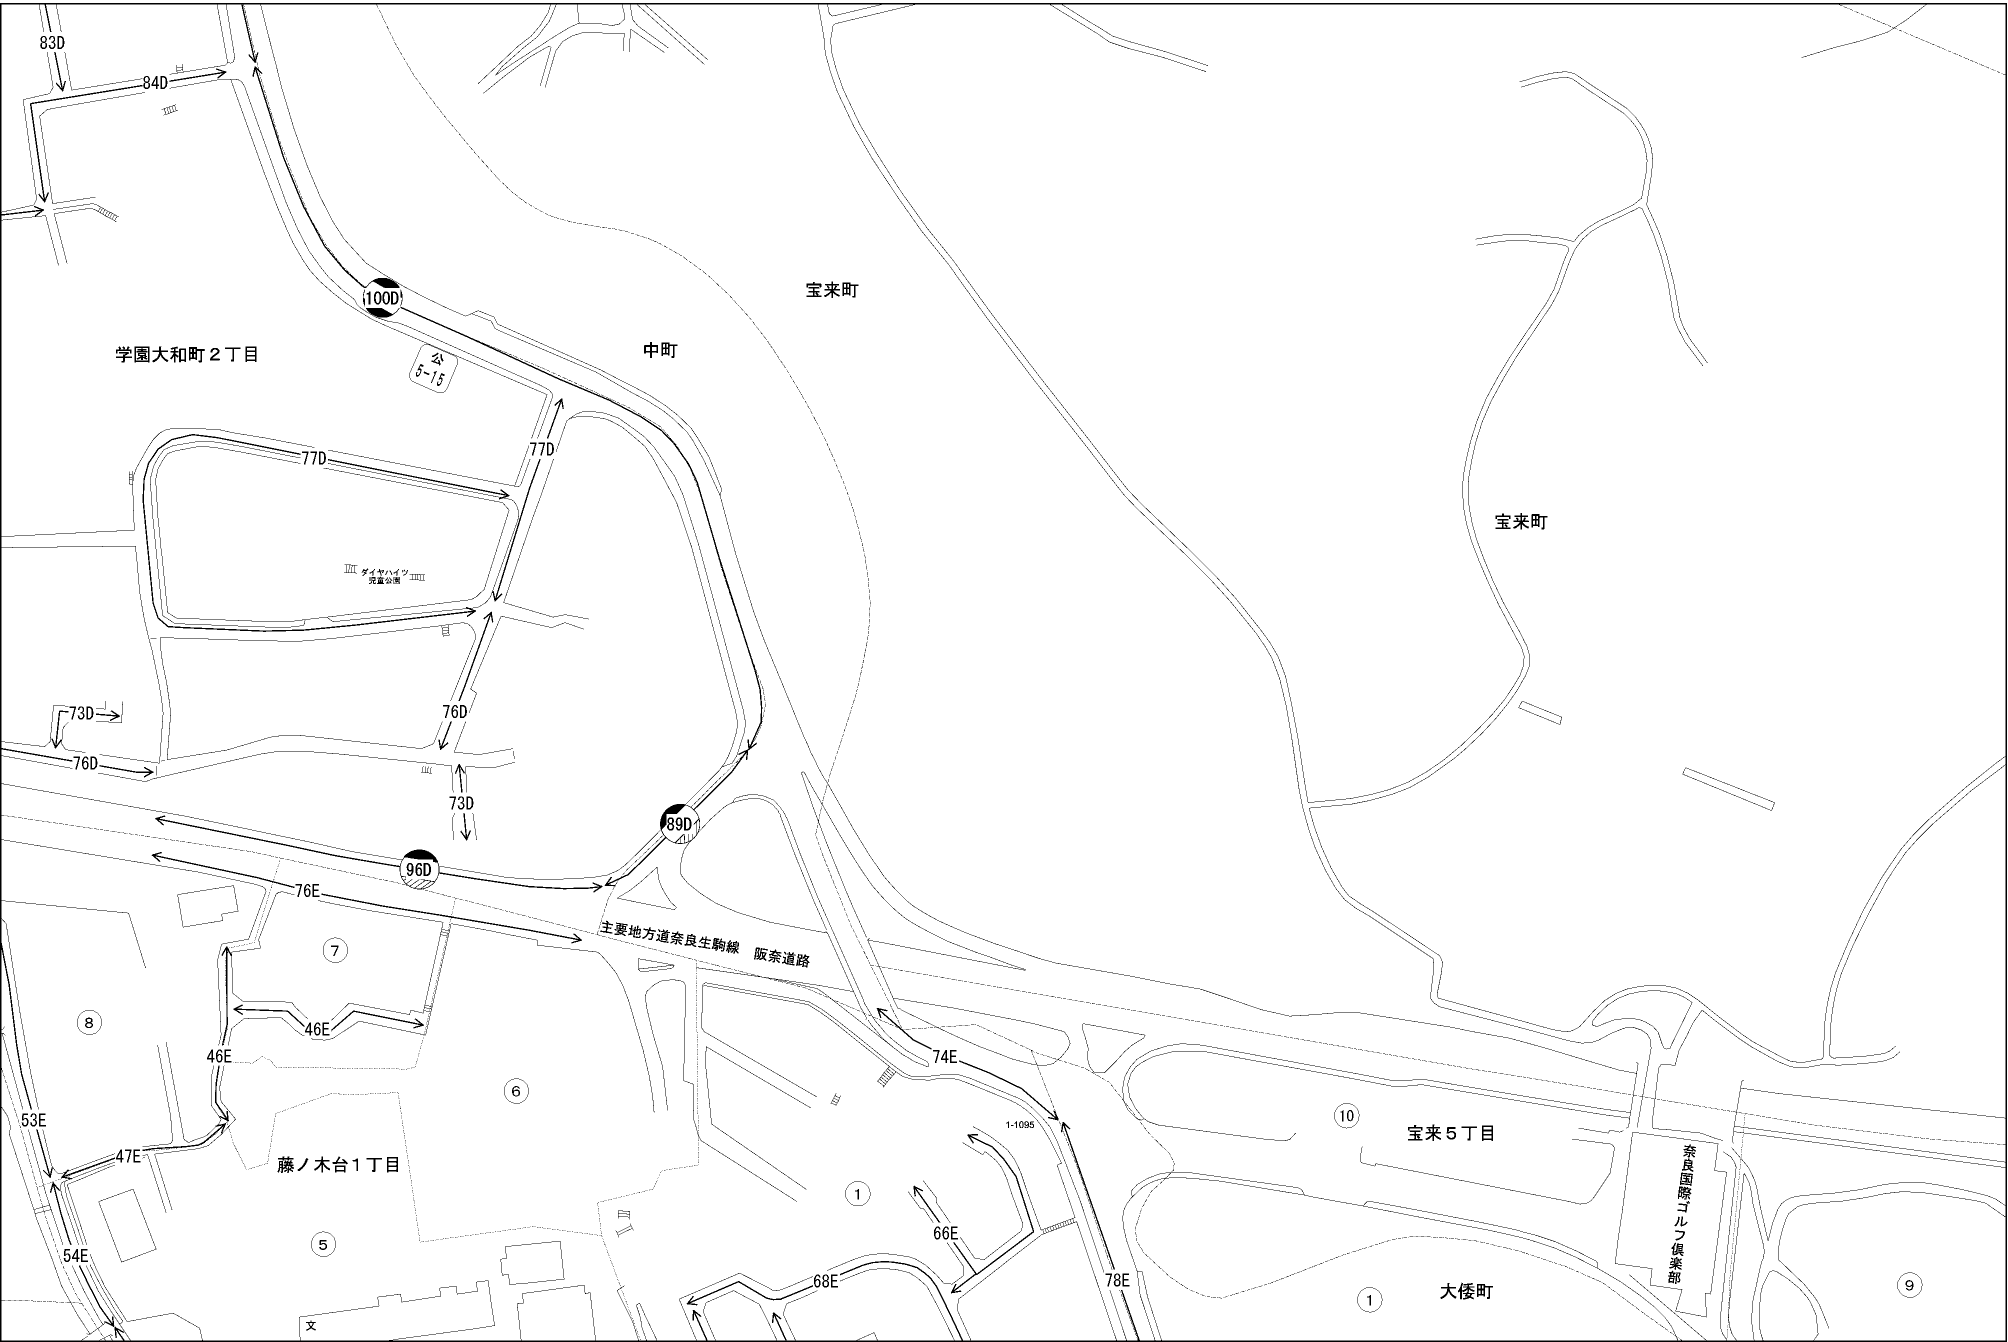 83D
84D
100D
宝来町
中町
学園大和町２丁目
公
5-15
77D
77D
宝来町
ダイヤハイツ
児童公園
73D
76D
76D
73D
89D
96D
76E
主要地方道奈良生駒線　阪奈道路
7
8
46E
46E
74E
6
10
53E
1-1095
宝来５丁目
47E
藤ノ木台１丁目
奈良国際ゴルフ倶楽部
1
66E
5
54E
68E
78E
9
大倭町
1
文